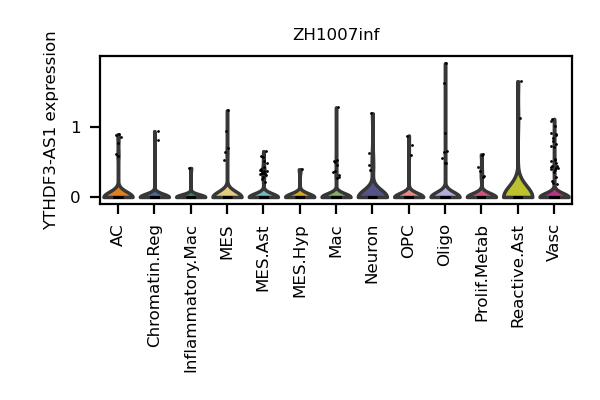 ZH1007inf
YTHDF3-AS1 expression
1
0
AC
Chromatin.Reg
Inflammatory.Mac
MES
MES.Ast
MES.Hyp
Mac
Neuron
OPC
Oligo
Prolif.Metab
Reactive.Ast
Vasc